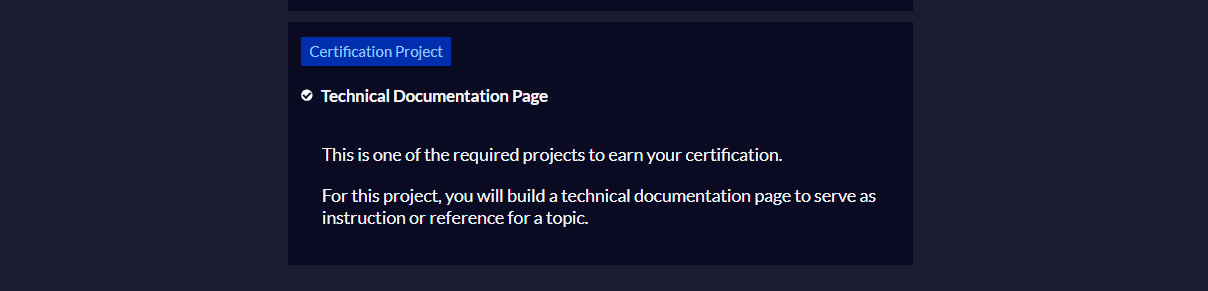 Certification Project
Technical Documentation Page
This is one of the required projects to earn your certification.
For this project, you will build a technical documentation page to serve as
instruction or reference for a topic.